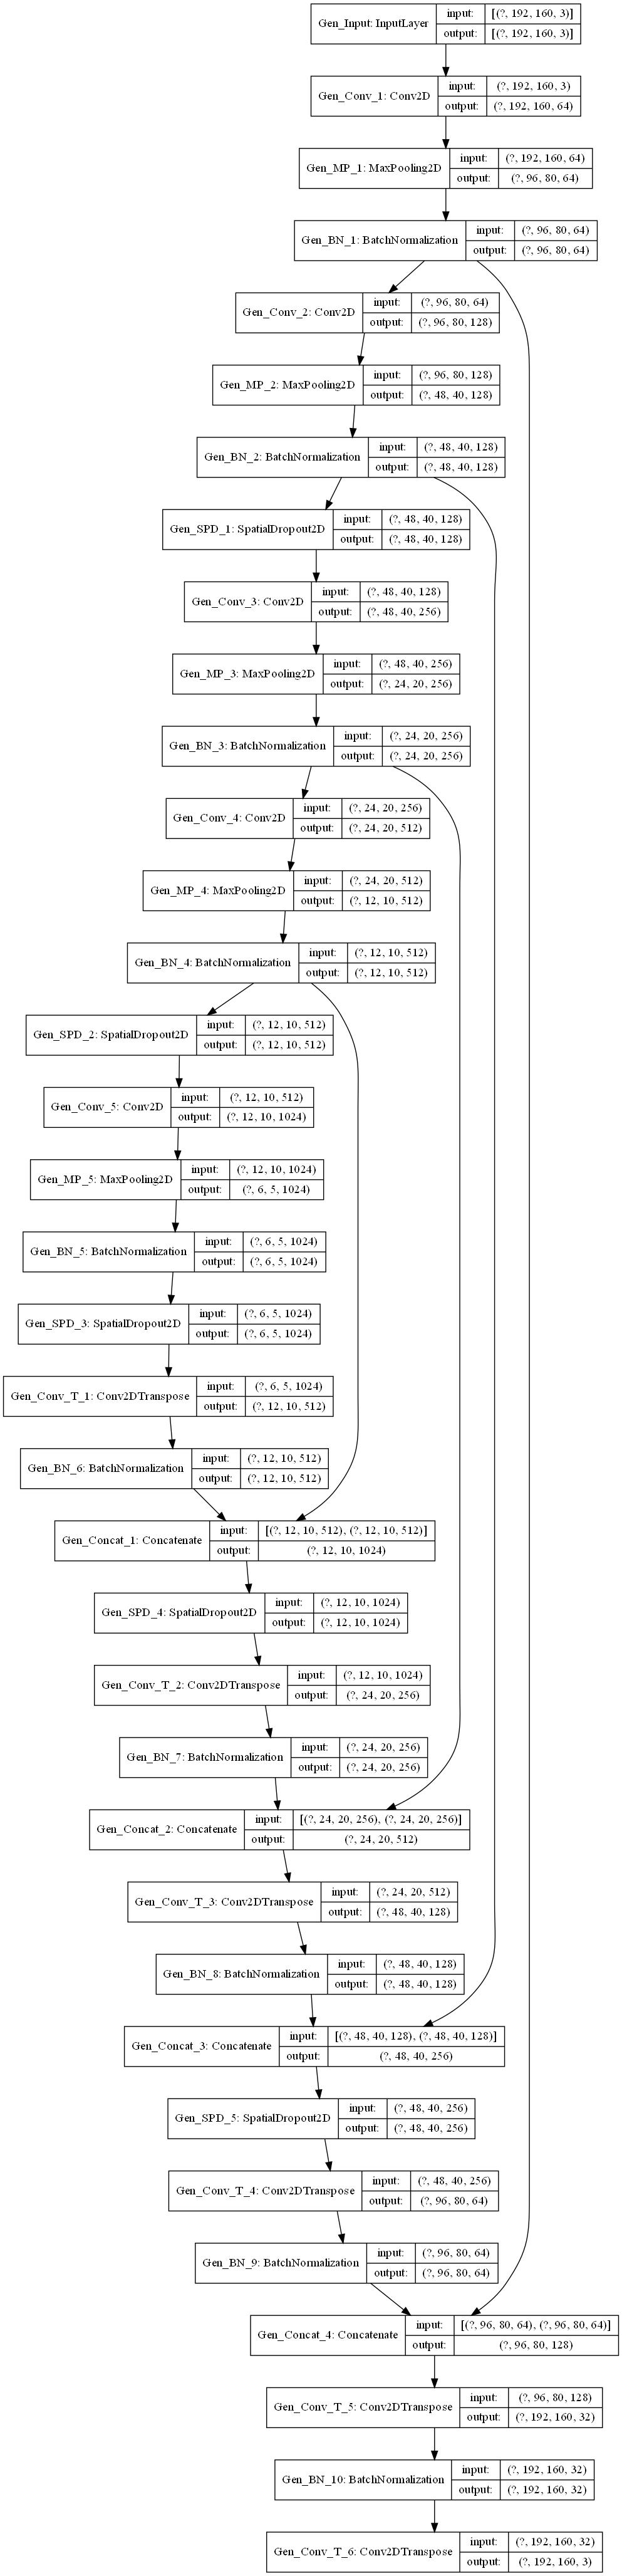 Gen_Input: InputLayer
input: [(?, 192, 160, 3)]
output: [(?, 192, 160, 3)]
Gen_Conv_1: Conv2D
input: (?, 192, 160, 3)
output: (?, 192, 160, 64)
Gen_MP_1: MaxPooling2D
input: (?, 192, 160, 64)
output: (?, 96, 80, 64)
Gen_BN_1: BatchNormalization
input: (?, 96, 80, 64)
output: (?, 96, 80, 64)
Gen_Conv_2: Conv2D
input: (?, 96, 80, 64)
output: (?, 96, 80, 128)
Gen_MP_2: MaxPooling2D
input: (?, 96, 80, 128)
output: (?, 48, 40, 128)
Gen_BN_2: BatchNormalization
input: (?, 48, 40, 128)
output: (?, 48, 40, 128)
Gen_SPD_1: SpatialDropout2D
input: (?, 48, 40, 128)
output: (?, 48, 40, 128)
Gen_Conv_3: Conv2D
input: (?, 48, 40, 128)
output: (?, 48, 40, 256)
Gen_MP_3: MaxPooling2D
input: (?, 48, 40, 256)
output: (?, 24, 20, 256)
Gen_BN_3: BatchNormalization
input: (?, 24, 20, 256)
output: (?, 24, 20, 256)
Gen_Conv_4: Conv2D
input: (?, 24, 20, 256)
output: (?, 24, 20, 512)
Gen_MP_4: MaxPooling2D
input: (?, 24, 20, 512)
output: (?, 12, 10, 512)
Gen_BN_4: BatchNormalization
input: (?, 12, 10, 512)
output: (?, 12, 10, 512)
Gen_SPD_2: SpatialDropout2D
input: (?, 12, 10, 512)
output: (?, 12, 10, 512)
Gen_Conv_5: Conv2D
input: (?, 12, 10, 512)
output: (?, 12, 10, 1024)
Gen_MP_5: MaxPooling2D
input: (?, 12, 10, 1024)
output: (?, 6, 5, 1024)
Gen_BN_5: BatchNormalization
input: (?, 6, 5, 1024)
output: (?, 6, 5, 1024)
Gen_SPD_3: SpatialDropout2D
input: (?, 6, 5, 1024)
output: (?, 6, 5, 1024)
Gen_Conv_T_1: Conv2DTranspose
input: (?, 6, 5, 1024)
output: (?, 12, 10, 512)
Gen_BN_6: BatchNormalization
input: (?, 12, 10, 512)
output: (?, 12, 10, 512)
Gen_Concat_1: Concatenate
input: [(?, 12, 10, 512), (?, 12, 10, 512)]
output: (?, 12, 10, 1024)
Gen_SPD_4: SpatialDropout2D
input: (?, 12, 10, 1024)
output: (?, 12, 10, 1024)
Gen_Conv_T_2: Conv2DTranspose
input: (?, 12, 10, 1024)
output: (?, 24, 20, 256)
Gen_BN_7: BatchNormalization
input: (?, 24, 20, 256)
output: (?, 24, 20, 256)
Gen_Concat_2: Concatenate
input: [(?, 24, 20, 256), (?, 24, 20, 256)]
output: (?, 24, 20, 512)
Gen_Conv_T_3: Conv2DTranspose
input: (?, 24, 20, 512)
output: (?, 48, 40, 128)
Gen_BN_8: BatchNormalization
input: (?, 48, 40, 128)
output: (?, 48, 40, 128)
Gen_Concat_3: Concatenate
input: [(?, 48, 40, 128), (?, 48, 40, 128)]
output: (?, 48, 40, 256)
Gen_SPD_5: SpatialDropout2D
input: (?, 48, 40, 256)
output: (?, 48, 40, 256)
Gen_Conv_T_4: Conv2DTranspose
input: (?, 48, 40, 256)
output: (?, 96, 80, 64)
Gen_BN_9: BatchNormalization
input: (?, 96, 80, 64)
output: (?, 96, 80, 64)
Gen_Concat_4: Concatenate
input: [(?, 96, 80, 64), (?, 96, 80, 64)]
output: (?, 96, 80, 128)
Gen_Conv_T_5: Conv2DTranspose
input: (?, 96, 80, 128)
output: (?, 192, 160, 32)
Gen_BN_10: BatchNormalization
input: (?, 192, 160, 32)
output: (?, 192, 160, 32)
Gen_Conv_T_6: Conv2DTranspose
input: (?, 192, 160, 32)
output: (?, 192, 160, 3)